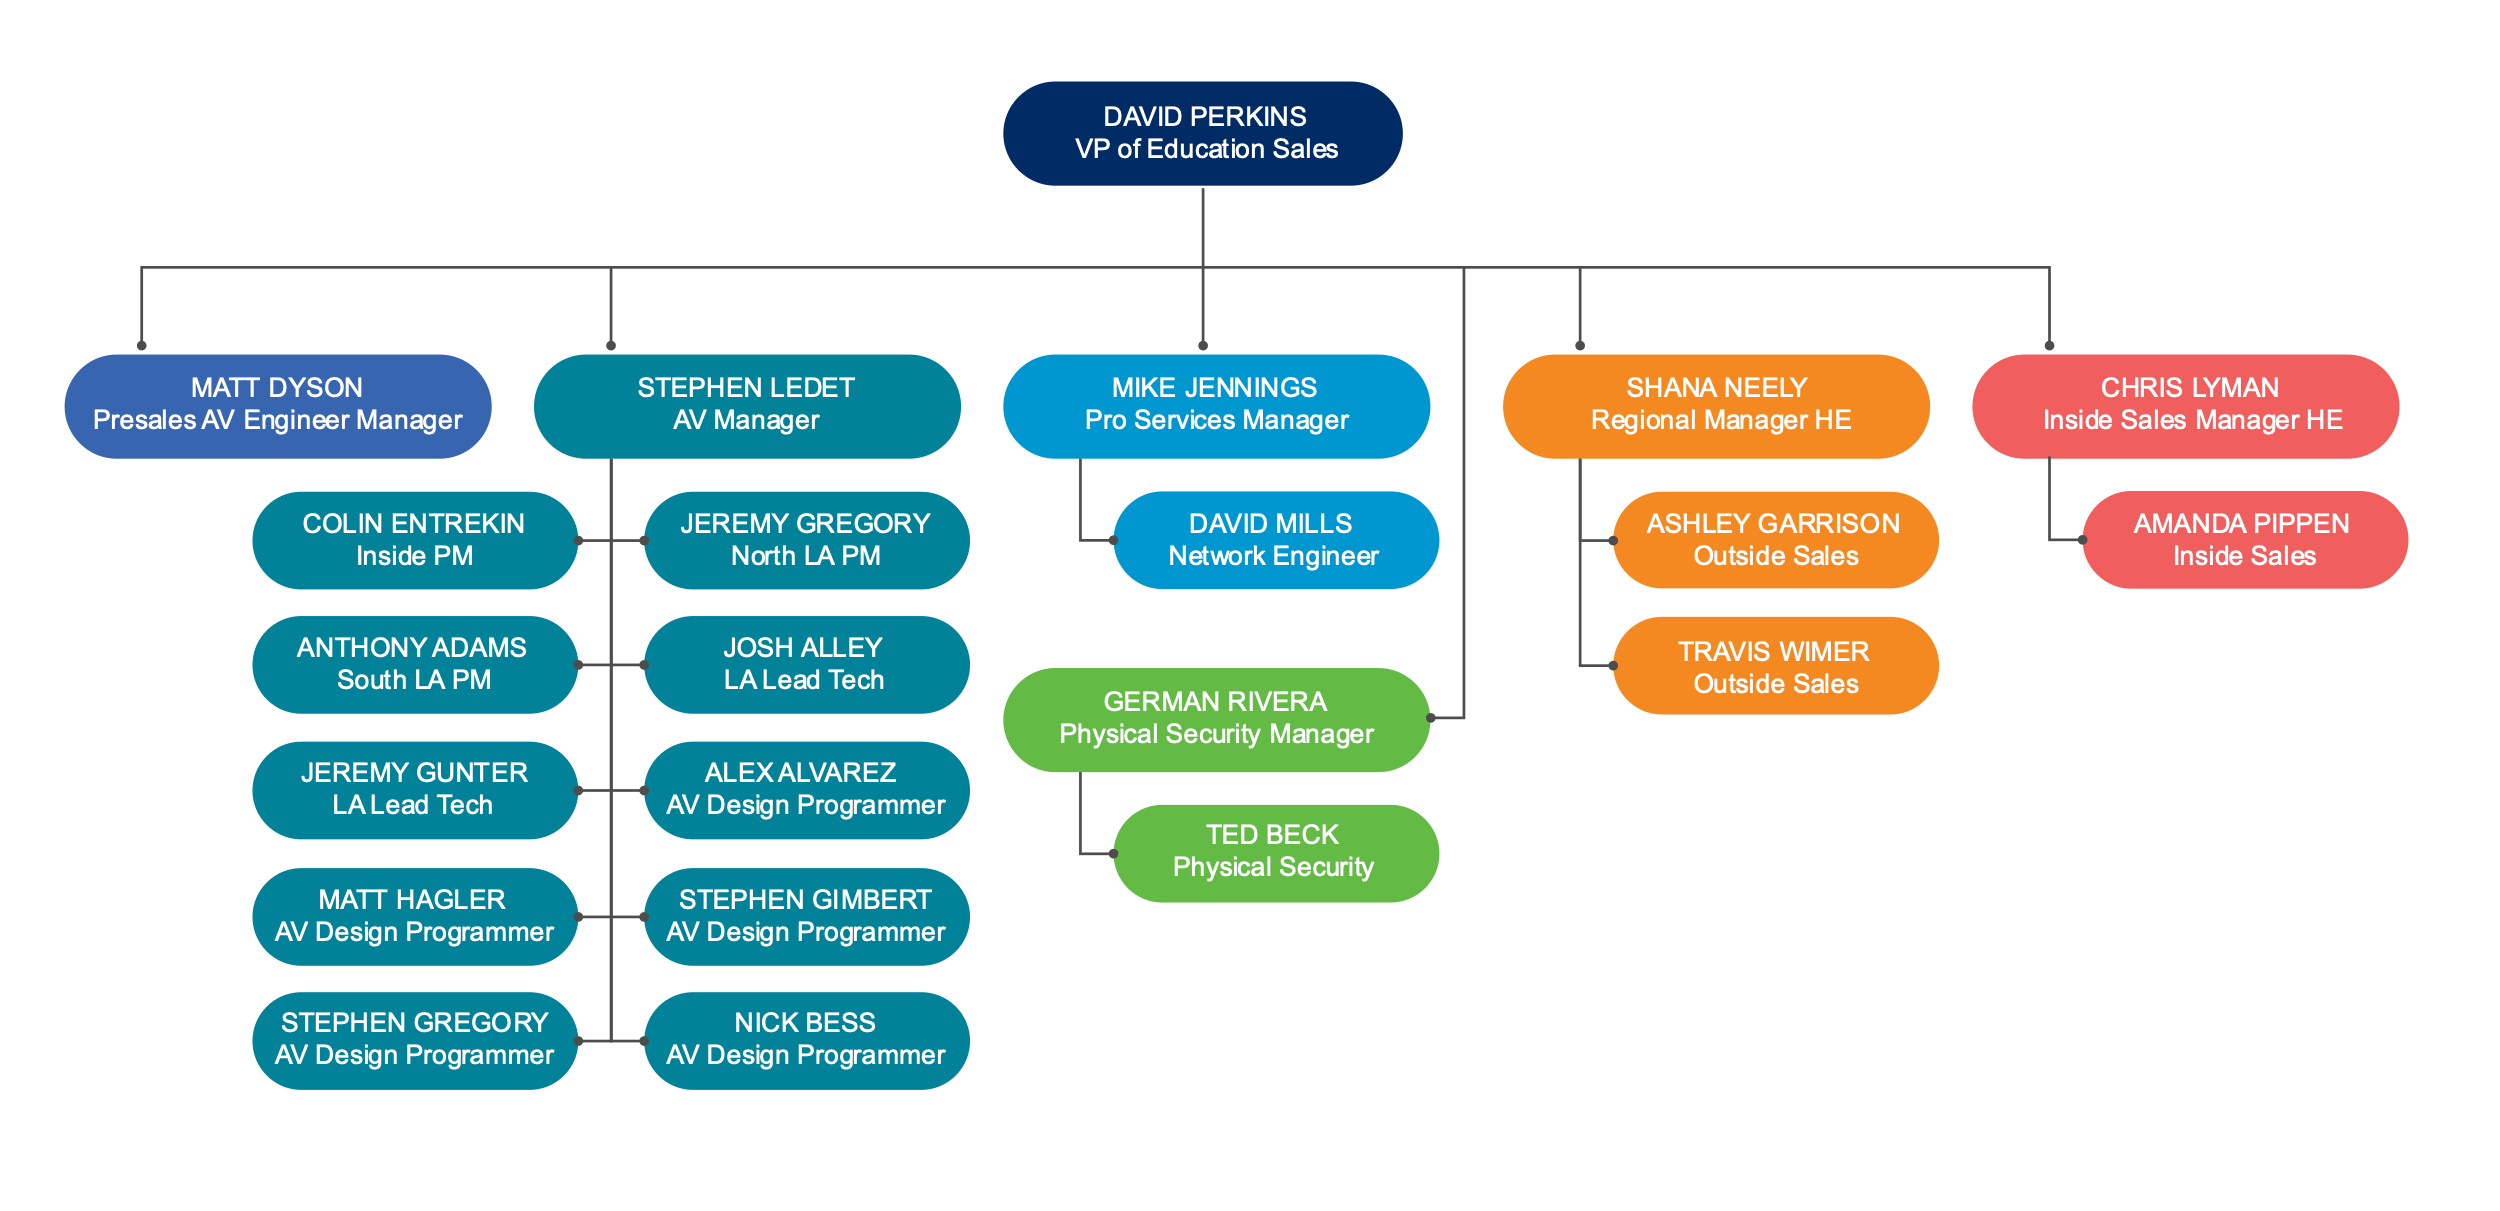 DAVID PERKINS
VP of Education Sales
MATT DYSON
Presales AV Engineer Manager
STEPHEN LEDET
AV Manager
MIKE JENNINGS
Pro Services Manager
SHANA NEELY
Regional Manager HE
CHRIS LYMAN
Inside Sales Manager HE
COLIN ENTREKIN
Inside PM
JEREMY GREGORY
North LA PM
DAVID MILLS
Network Engineer
ASHLEY GARRISON
Outside Sales
AMANDA PIPPEN
Inside Sales
ANTHONY ADAMS
South LA PM
JOSH ALLEY
LA Lead Tech
TRAVIS WIMER
Outside Sales
GERMAN RIVERA
Physical Security Manager
JEREMY GUNTER
LA Lead Tech
ALEX ALVAREZ
AV Design Programmer
TED BECK
Physical Security
MATT HAGLER
AV Design Programmer
STEPHEN GIMBERT
AV Design Programmer
STEPHEN GREGORY
AV Design Programmer
NICK BESS
AV Design Programmer